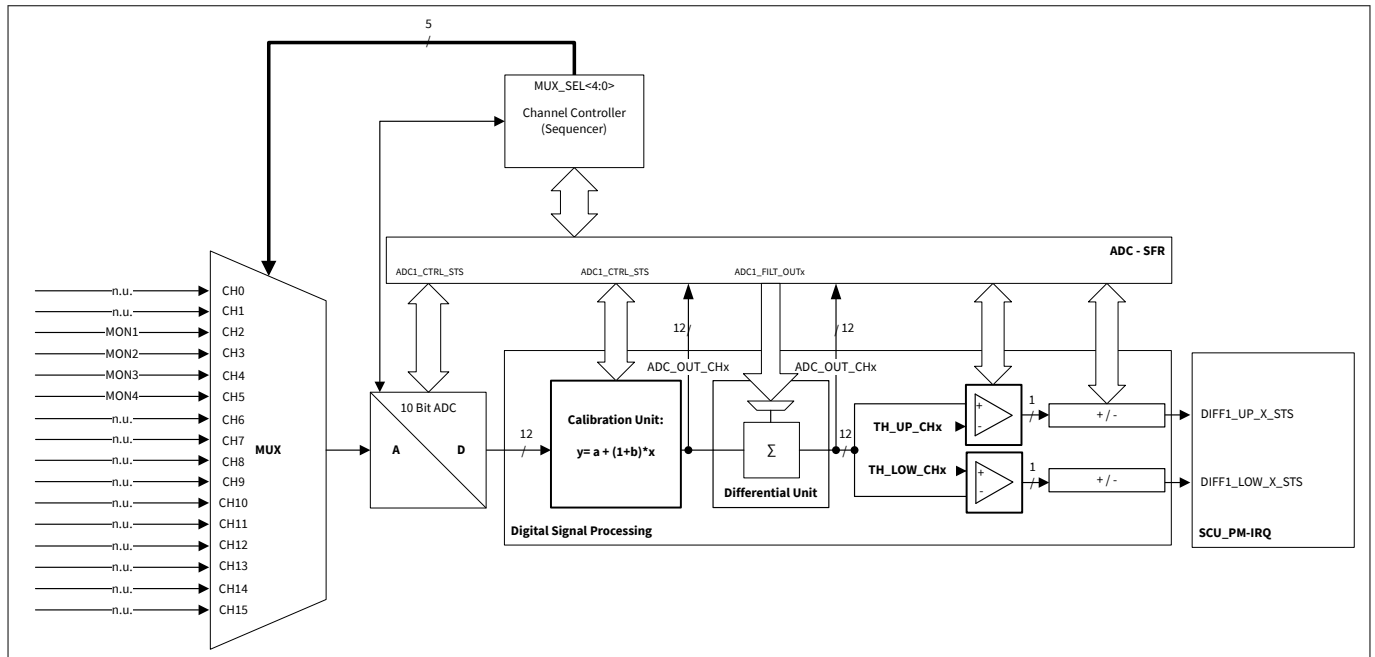 5
MUX_SEL<4:0>
Channel Controller
(Sequencer)
ADC - SFR
ADC1_CTRL_STS
ADC1_CTRL_STS
ADC1_FILT_OUTx
n.u.
CH0
n.u.
CH1
MON1
CH2
MON2
CH3
MON3
CH4
MON4
CH5
n.u.
CH6
n.u.
CH7
n.u.
CH8
n.u.
CH9
n.u.
CH10
n.u.
CH11
n.u.
CH12
n.u.
CH13
n.u.
CH14
n.u.
CH15
MUX
10 Bit ADC
A
D
12
12
12
ADC_OUT_CHx
ADC_OUT_CHx
Calibration Unit:
y= a + (1+b)*x
Σ
Differential Unit
12
TH_UP_CHx
TH_LOW_CHx
+
-
+
-
1
1
+ / -
+ / -
Digital Signal Processing
DIFF1_UP_X_STS
DIFF1_LOW_X_STS
SCU_PM-IRQ